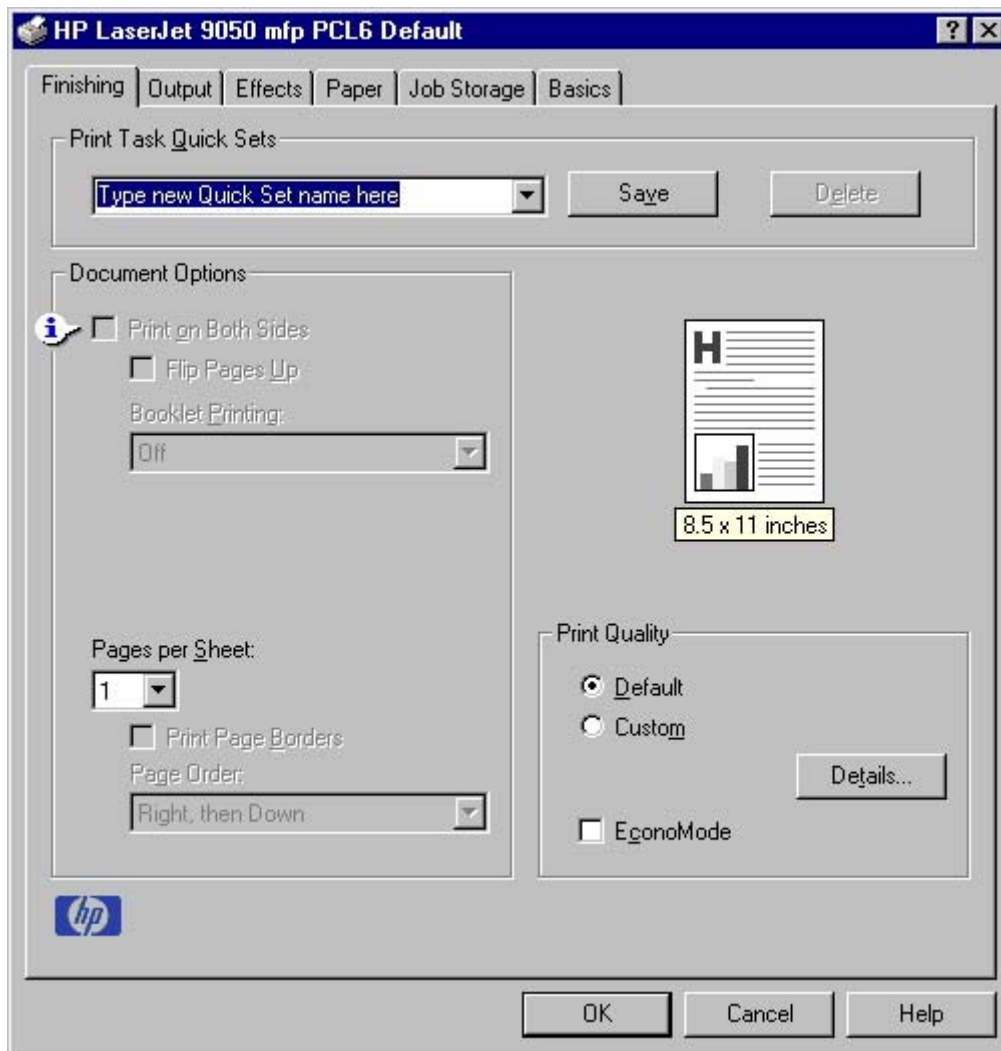 HP LaserJet 9050 mfp PCL6 Default
Finishing Output Effects Paper Job Storage Basics
Print Task Quick Sets
Type new Quick Set name here Save Delete
Document Options
i Print on Both Sides
Flip Pages Up
Booklet Printing:
Off
H
8.5 x 11 inches
Pages per Sheet:
1
Print Page Borders
Page Order:
Right, then Down
Print Quality
Default
Custom
Details...
EconoMode
hp
OK Cancel Help